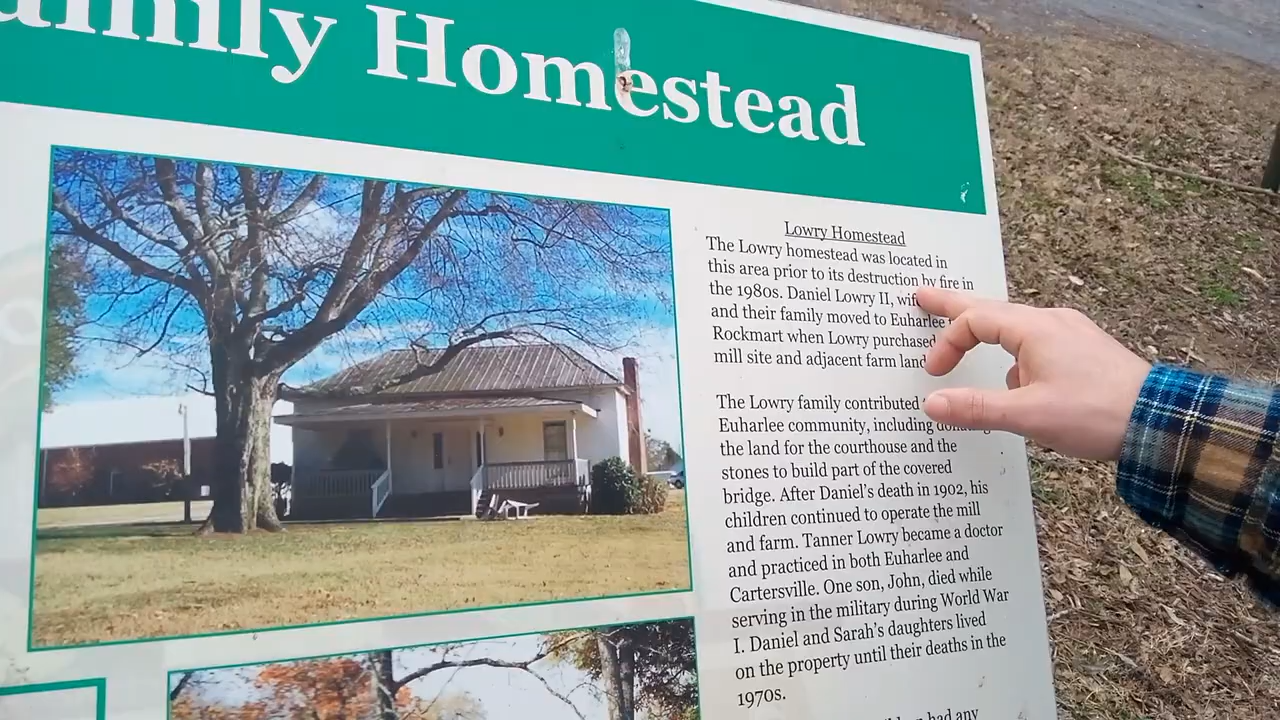 amily Homestead
Lowry Homestead
The Lowry homestead was located in
this area prior to its destruction by fire in
the 1980s. Daniel Lowry II,
and their family moved to Euharlee
Rockmart when Lowry purchased
mill site and adjacent farm land
The Lowry family contributed
Euharlee community, including
the land for the courthouse and the
stones to build part of the covered
bridge. After Daniel's death in 1902, his
children continued to operate the mill
and farm. Tanner Lowry became a doctor
and practiced in both Euharlee and
Cartersville. One son, John, died while
serving in the military during World War
I. Daniel and Sarah's daughters lived
on the property until their deaths in the
1970s.
had any